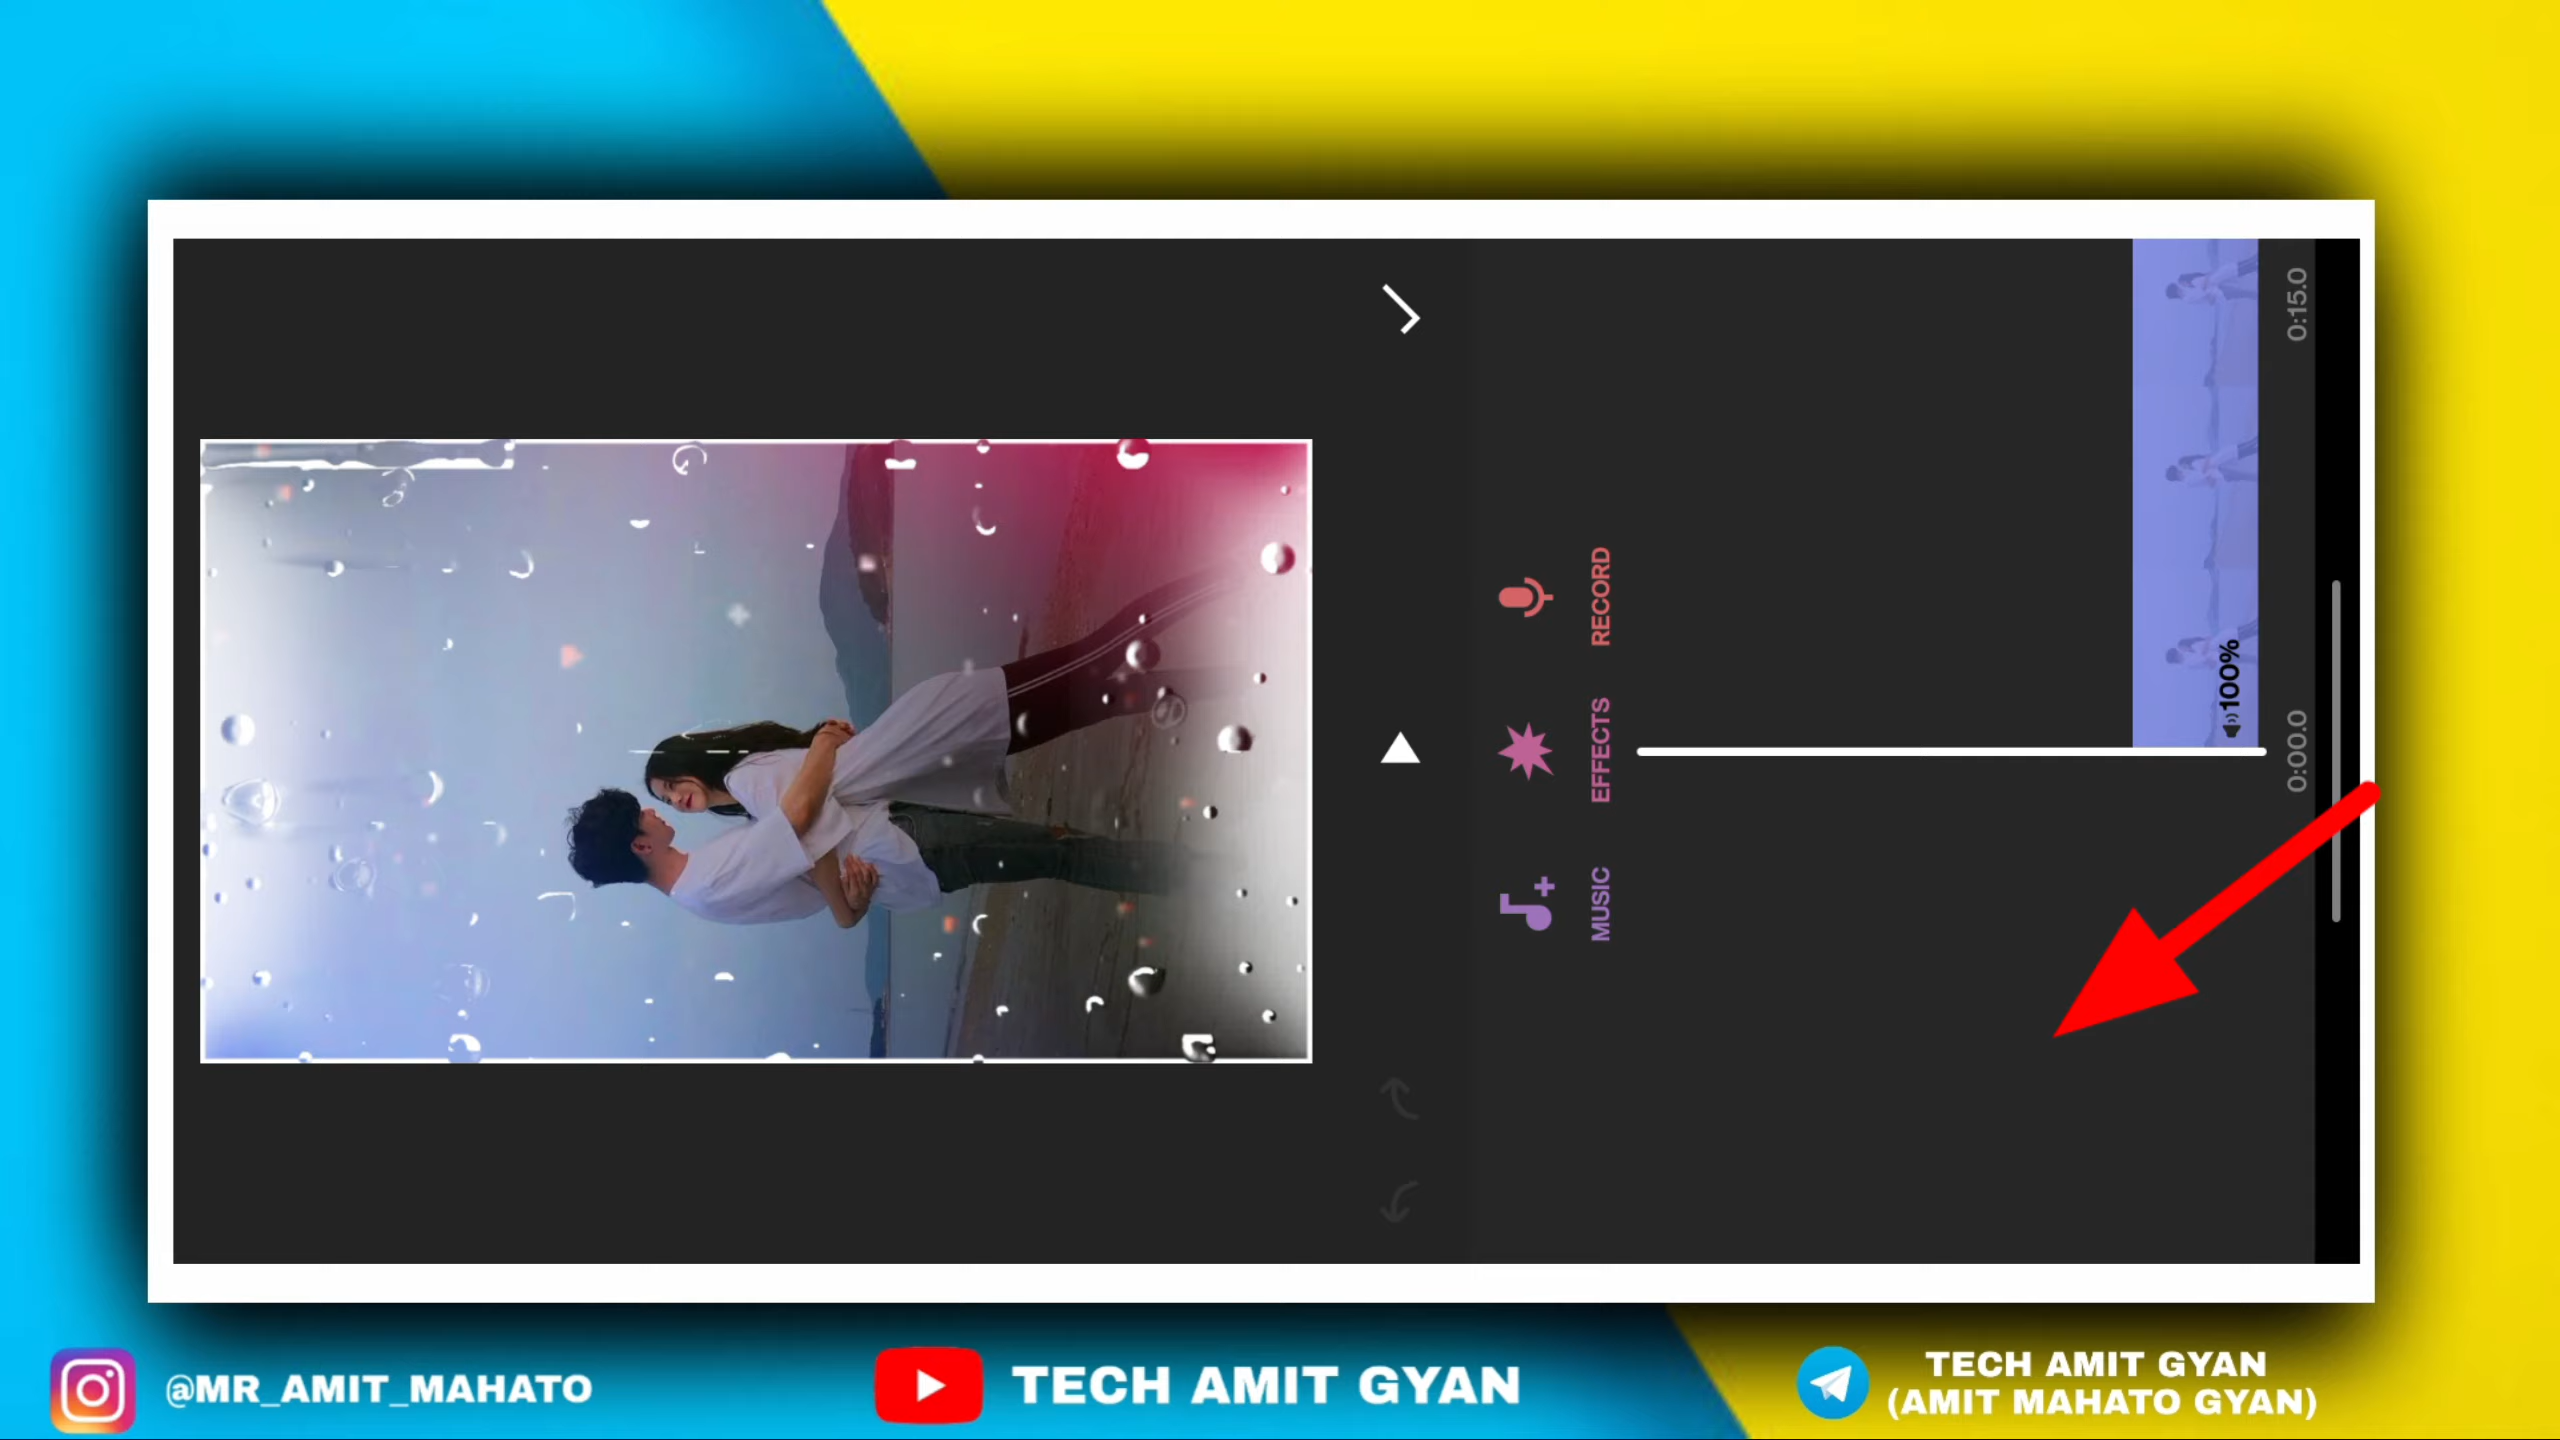 0:15.0
RECORD
100%
EFFECTS
0:00.0
MUSIC
@MR_AMIT_MAHATO
TECH AMIT GYAN
TECH AMIT GYAN
(AMIT MAHATO GYAN)